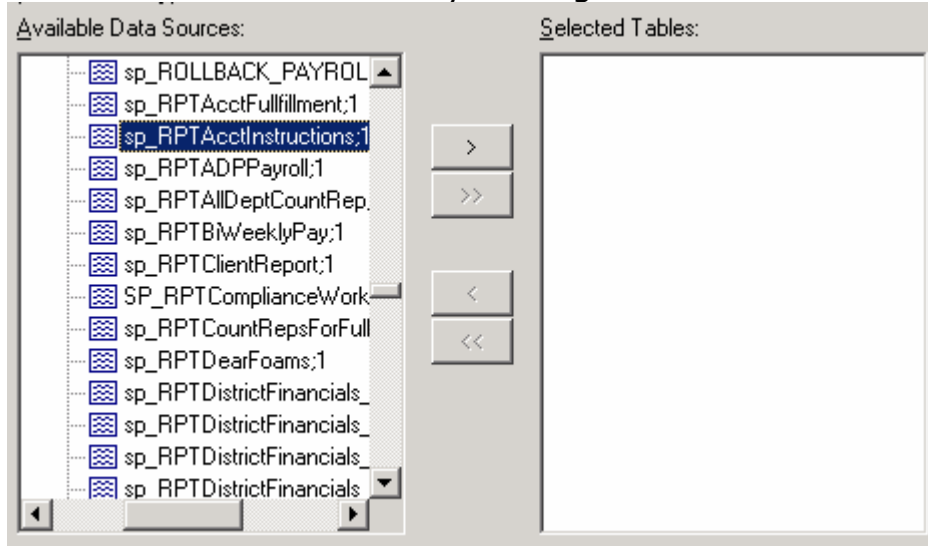 Available Data Sources:
Selected Tables:
sp_ROLLBACK_PAYROL
sp_RPTAcctFullfillment;1
sp_RPTAcctInstructions;1
sp_RPTADPPayroll;1
sp_RPTAllDeptCountRep.
sp_RPTBiWeeklyPay;1
sp_RPTClientReport;1
SP_RPTComplianceWork
sp_RPTCountRepsForFull
sp_RPTDearFoams;1
sp_RPTDistrictFinancials_
sp_RPTDistrictFinancials_
sp_RPTDistrictFinancials_
sp_RPTDistrictFinancials
>
>>
<
<<